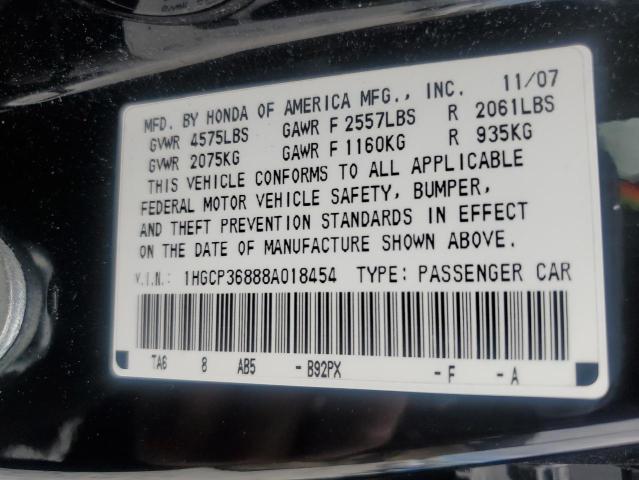 MFD. BY HONDA OF AMERICA MFG., INC. 11/07
GVWR 4575LBS GAWR F 2557LBS R 2061LBS
GVWR 2075KG GAWR F 1160KG R 935KG
THIS VEHICLE CONFORMS TO ALL APPLICABLE
FEDERAL MOTOR VEHICLE SAFETY, BUMPER,
AND THEFT PREVENTION STANDARDS IN EFFECT
ON THE DATE OF MANUFACTURE SHOWN ABOVE.
V.I.N.: 1HGCP36888A018454 TYPE: PASSENGER CAR
TA6 8 AB5 - B92PX - F - A